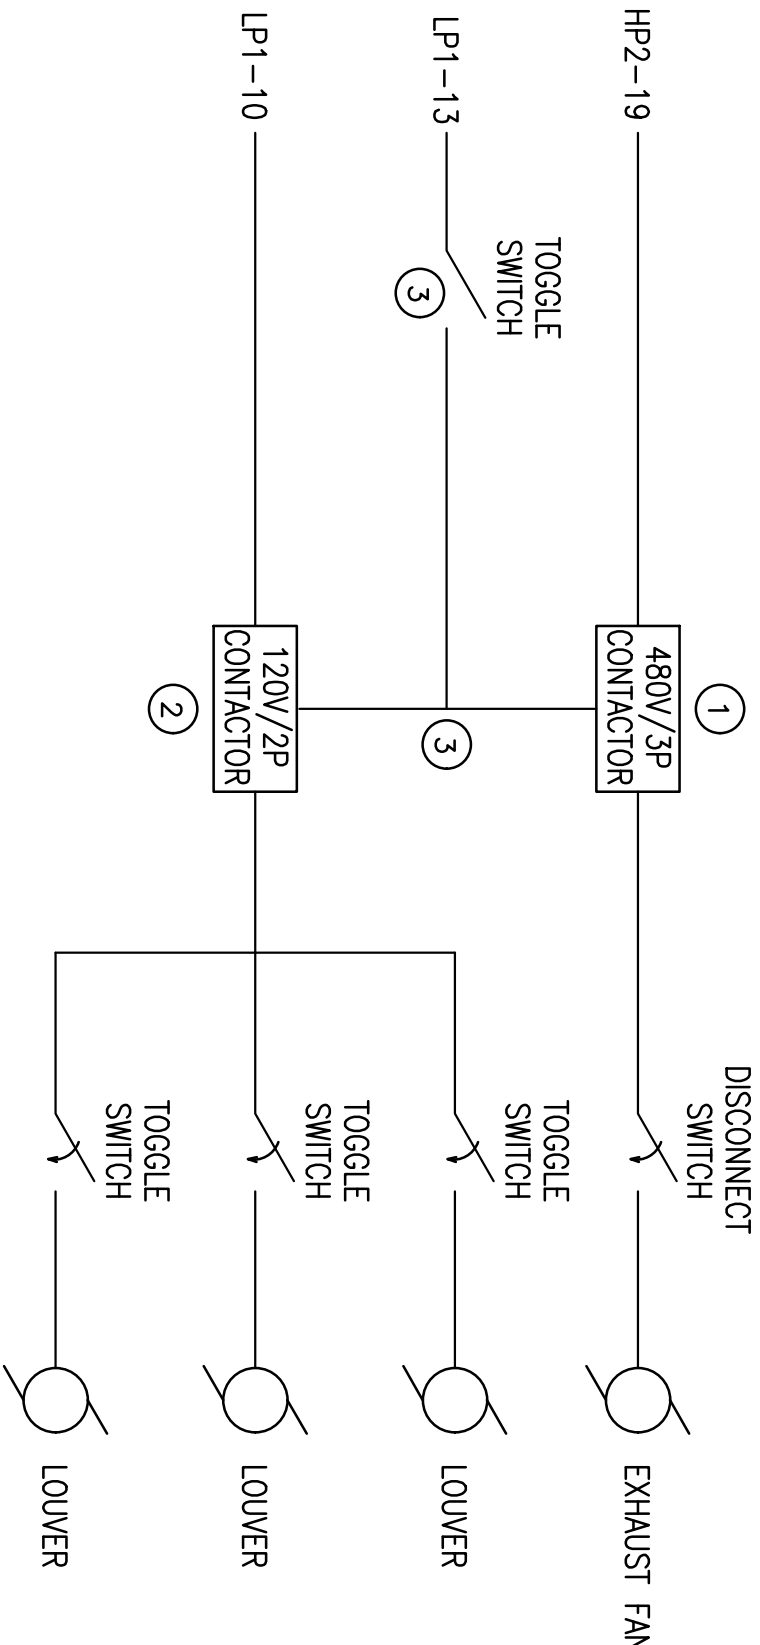 HP2-19
480V/3P
CONTACTOR
1
DISCONNECT
SWITCH
EXHAUST FAN
LP1-13
TOGGLE
SWITCH
3
3
TOGGLE
SWITCH
LOUVER
LP1-10
120V/2P
CONTACTOR
2
TOGGLE
SWITCH
LOUVER
TOGGLE
SWITCH
LOUVER